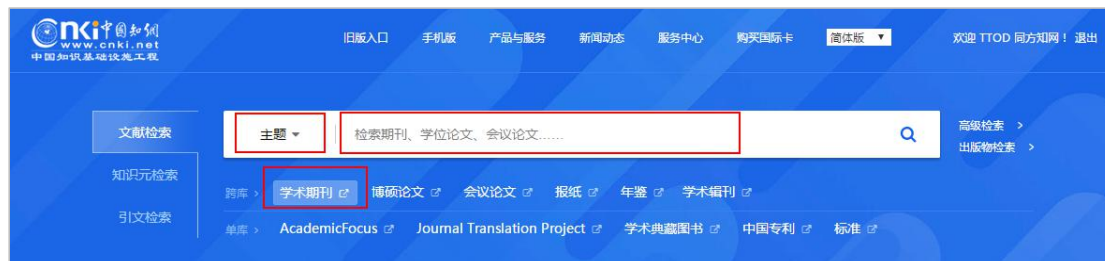 cnki 中国知网
www.cnki.net
中国知识基础设施工程
旧版入口 手机版 产品与服务 新闻动态 服务中心 购买国际卡 简体版 ▼ 欢迎 TTOD 同方知网! 退出
文献检索 主题 检索期刊、学位论文、会议论文…… 高级检索 >
出版物检索 >
知识元检索
跨库 > 学术期刊 博硕论文 会议论文 报纸 年鉴 学术辑刊
引文检索
单库 > AcademicFocus Journal Translation Project 学术典藏图书 中国专利 标准